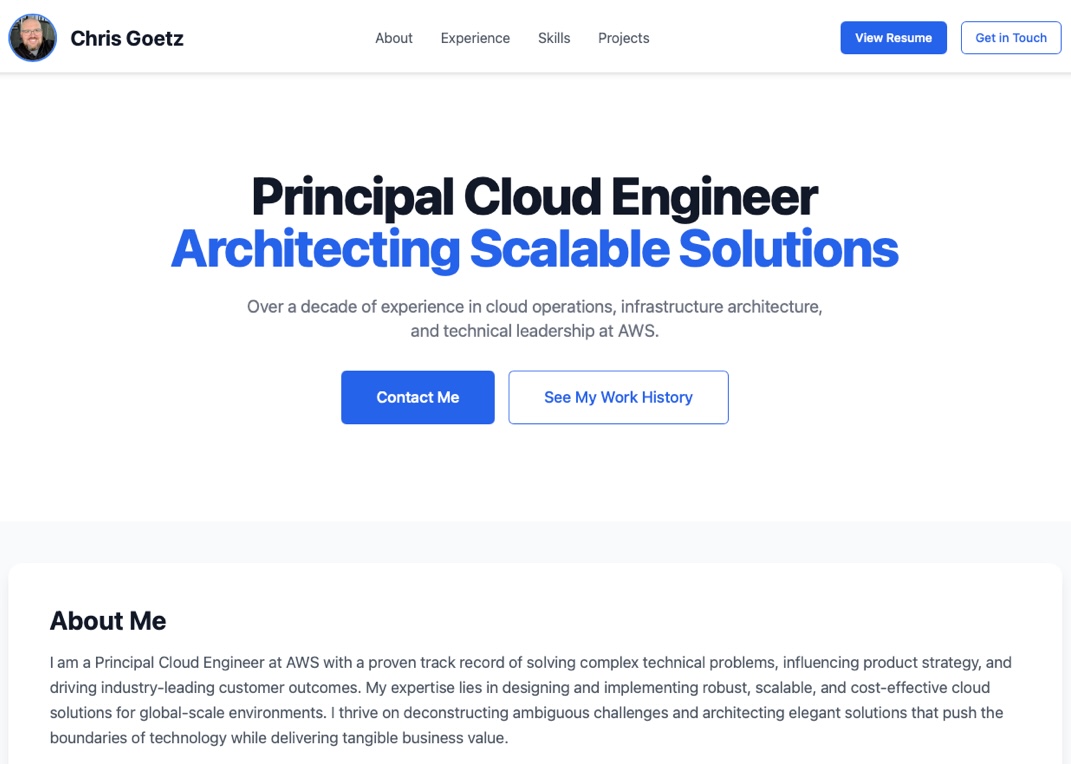 Chris Goetz
About
Experience
Skills
Projects
View Resume
Get in Touch
Principal Cloud Engineer
Architecting Scalable Solutions
Over a decade of experience in cloud operations, infrastructure architecture,
and technical leadership at AWS.
Contact Me
See My Work History
About Me
I am a Principal Cloud Engineer at AWS with a proven track record of solving complex technical problems, influencing product strategy, and
driving industry-leading customer outcomes. My expertise lies in designing and implementing robust, scalable, and cost-effective cloud
solutions for global-scale environments. I thrive on deconstructing ambiguous challenges and architecting elegant solutions that push the
boundaries of technology while delivering tangible business value.